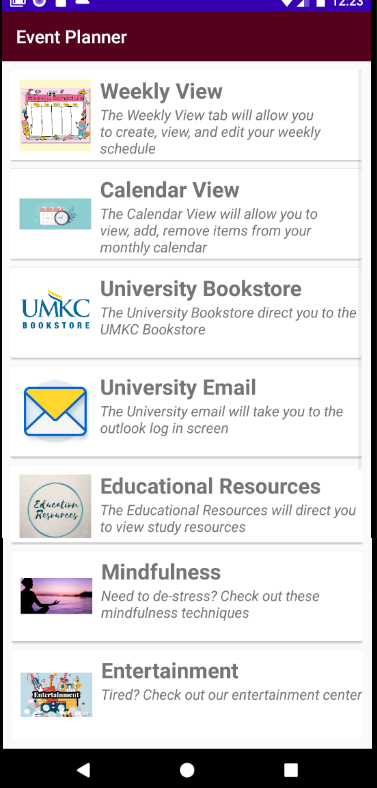 12:23
Event Planner
Weekly Schedule
Weekly View
The Weekly View tab will allow you
to create, view, and edit your weekly
schedule
Calendar View
The Calendar View will allow you to
view, add, remove items from your
monthly calendar
UMKC
BOOKSTORE
University Bookstore
The University Bookstore direct you to the
UMKC Bookstore
University Email
The University email will take you to the
outlook log in screen
Education
Resources
Educational Resources
The Educational Resources will direct you
to view study resources
Mindfulness
Need to de-stress? Check out these
mindfulness techniques
Entertainment
Entertainment
Tired? Check out our entertainment center